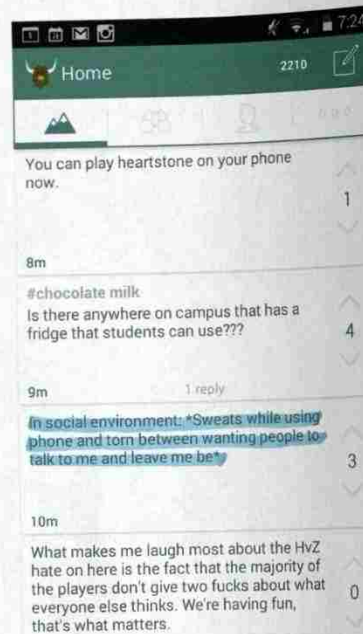 7:24
Home
2210
You can play heartstone on your phone
now.
1
8m
#chocolate milk
Is there anywhere on campus that has a
fridge that students can use???
4
9m
1 reply
In social environment: *Sweats while using
phone and torn between wanting people to
talk to me and leave me be*
3
10m
What makes me laugh most about the HvZ
hate on here is the fact that the majority of
the players don't give two fucks about what
everyone else thinks. We're having fun,
that's what matters.
0